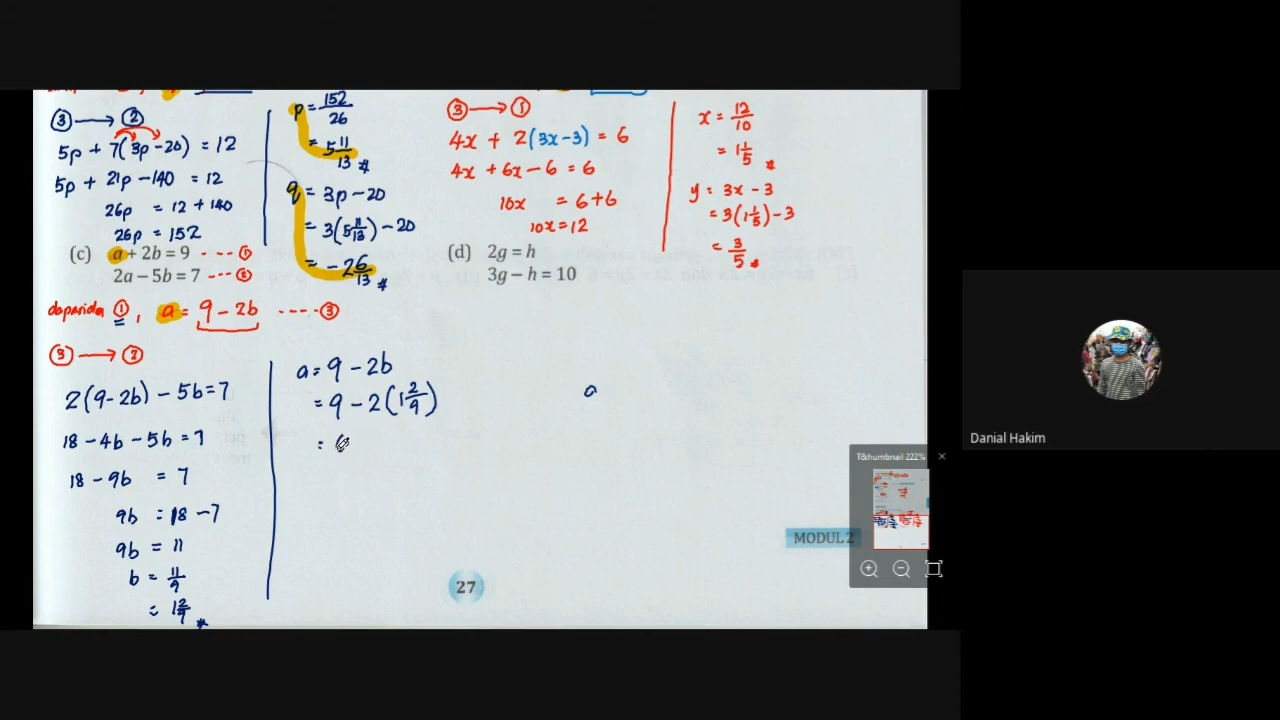 ③ → ②
5p + 7(3p - 20) = 12
5p + 21p - 140 = 12
26p = 12 + 140
26p = 152
p = 152/26
= 5 11/13 *
q = 3p - 20
= 3(5 11/13) - 20
= -2 6/13 *
③ → ①
4x + 2(3x - 3) = 6
4x + 6x - 6 = 6
10x = 6 + 6
10x = 12
x = 12/10
= 1 1/5 *
y = 3x - 3
= 3(1 1/5) - 3
= 3/5 *
(c) a + 2b = 9 ---- ①
2a - 5b = 7 --- ②
(d) 2g = h
3g - h = 10
daripada ①, a = 9 - 2b ---- ③
③ → ②
2(9 - 2b) - 5b = 7
18 - 4b - 5b = 7
18 - 9b = 7
9b = 18 - 7
9b = 11
b = 11/9
= 1 2/9 *
a = 9 - 2b
= 9 - 2(1 2/9)
=
a
MODUL 2
27
T&thumbnail 222%
Danial Hakim